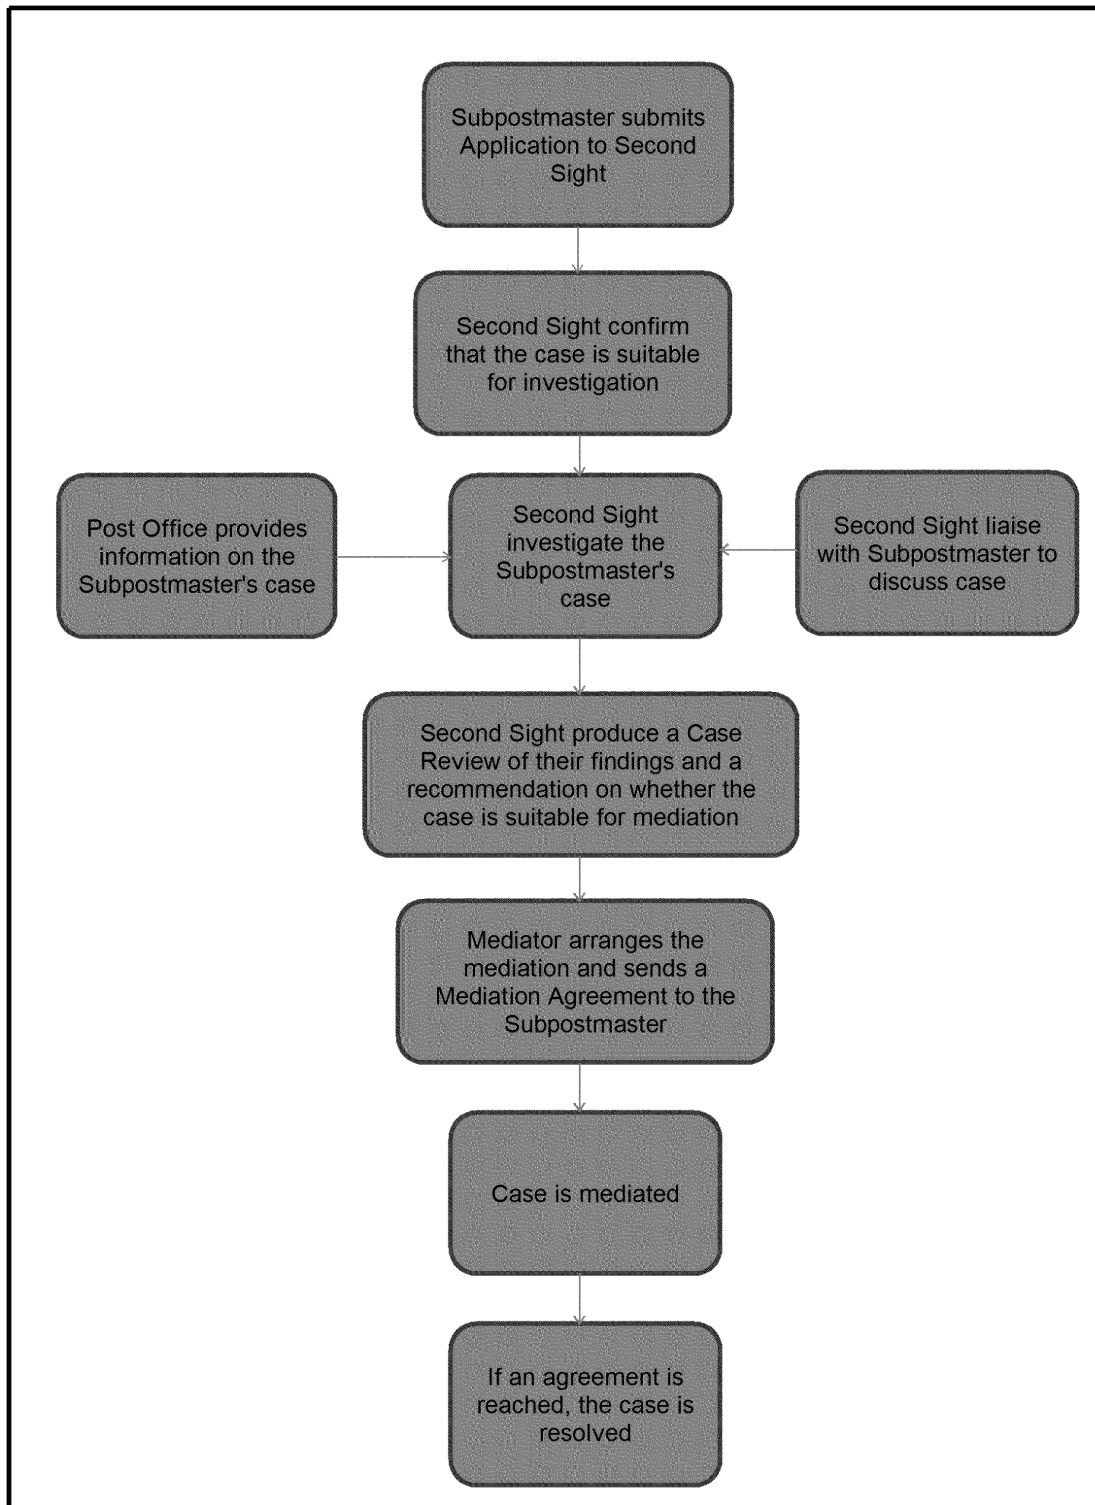 Subpostmaster submits
Application to Second
Sight
Second Sight confirm
that the case is suitable
for investigation
Post Office provides
information on the
Subpostmaster's case
Second Sight
investigate the
Subpostmaster's
case
Second Sight liaise
with Subpostmaster to
discuss case
Second Sight produce a Case
Review of their findings and a
recommendation on whether the
case is suitable for mediation
Mediator arranges the
mediation and sends a
Mediation Agreement to the
Subpostmaster
Case is mediated
If an agreement is
reached, the case is
resolved